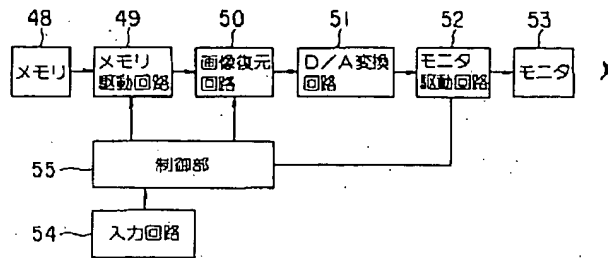 48
49
50
51
52
53
メモリ
メモリ
駆動回路
画像復元
回路
D/A変換
回路
モニタ
駆動回路
モニタ
55
制御部
54
入力回路